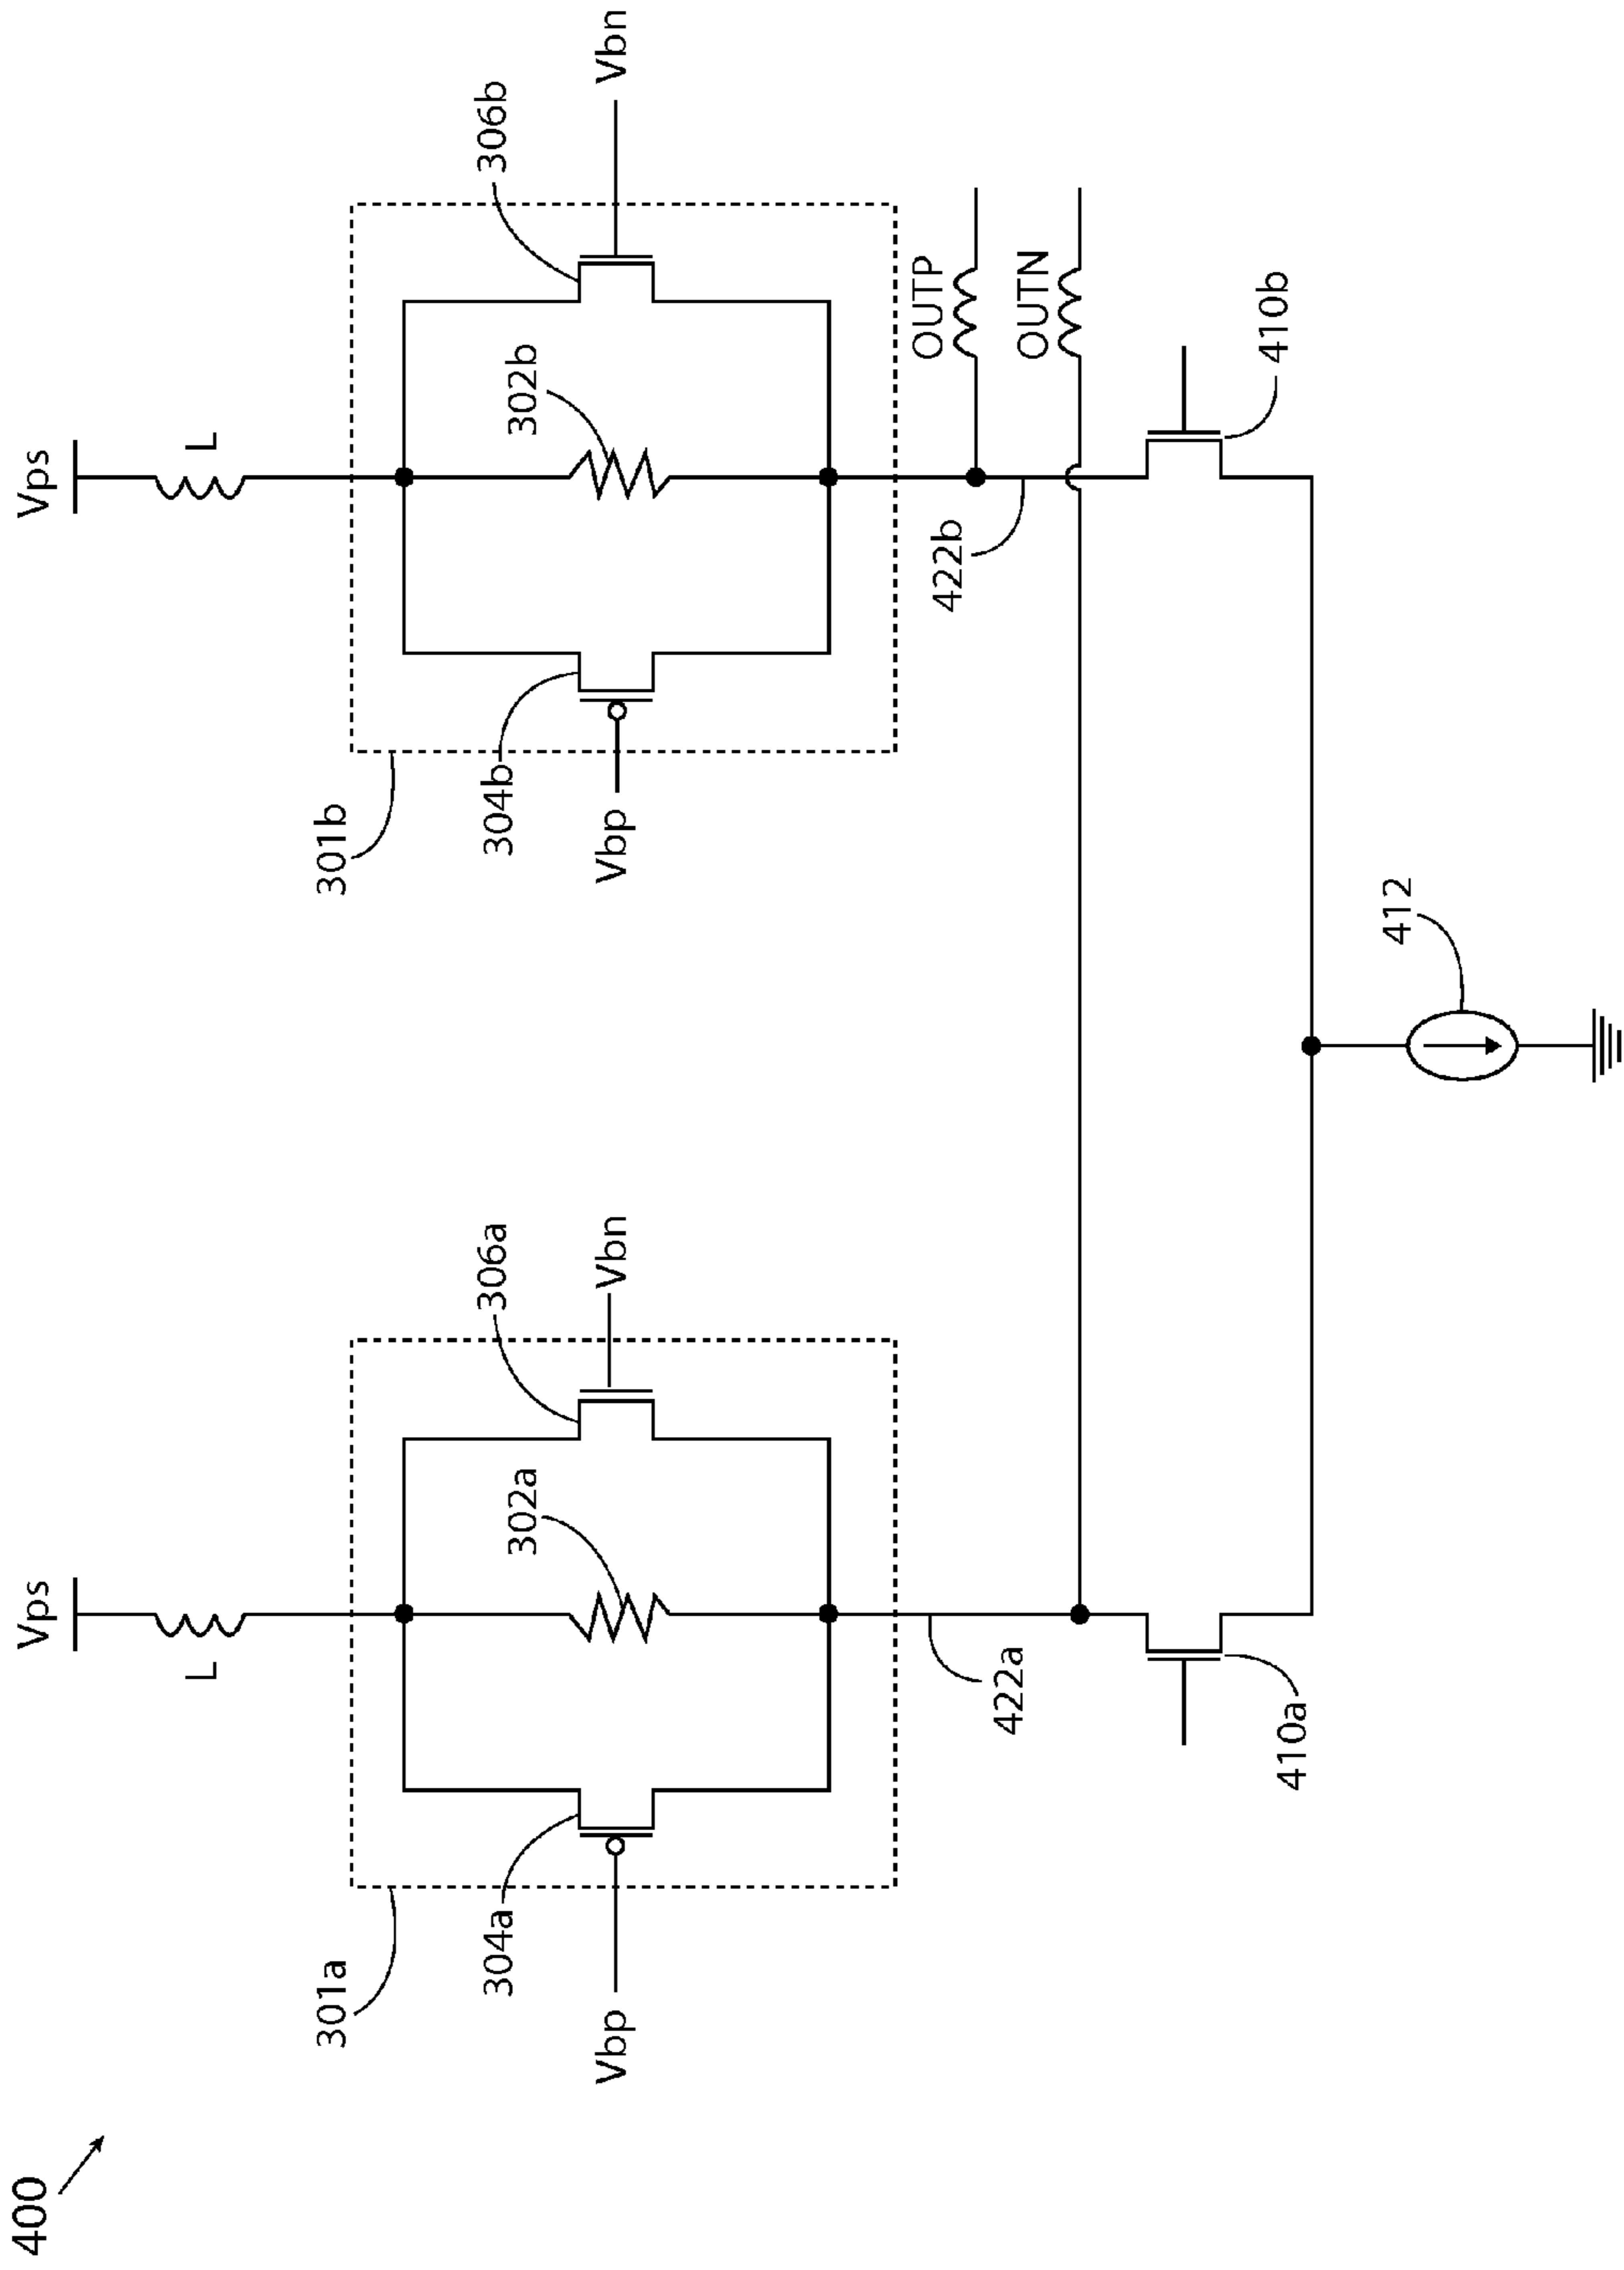 400
Vps
Vps
L
L
301a
301b
304a
302a
306a
304b
302b
306b
Vbp
Vbn
Vbp
Vbn
422a
422b
OUTP
OUTN
410a
410b
412